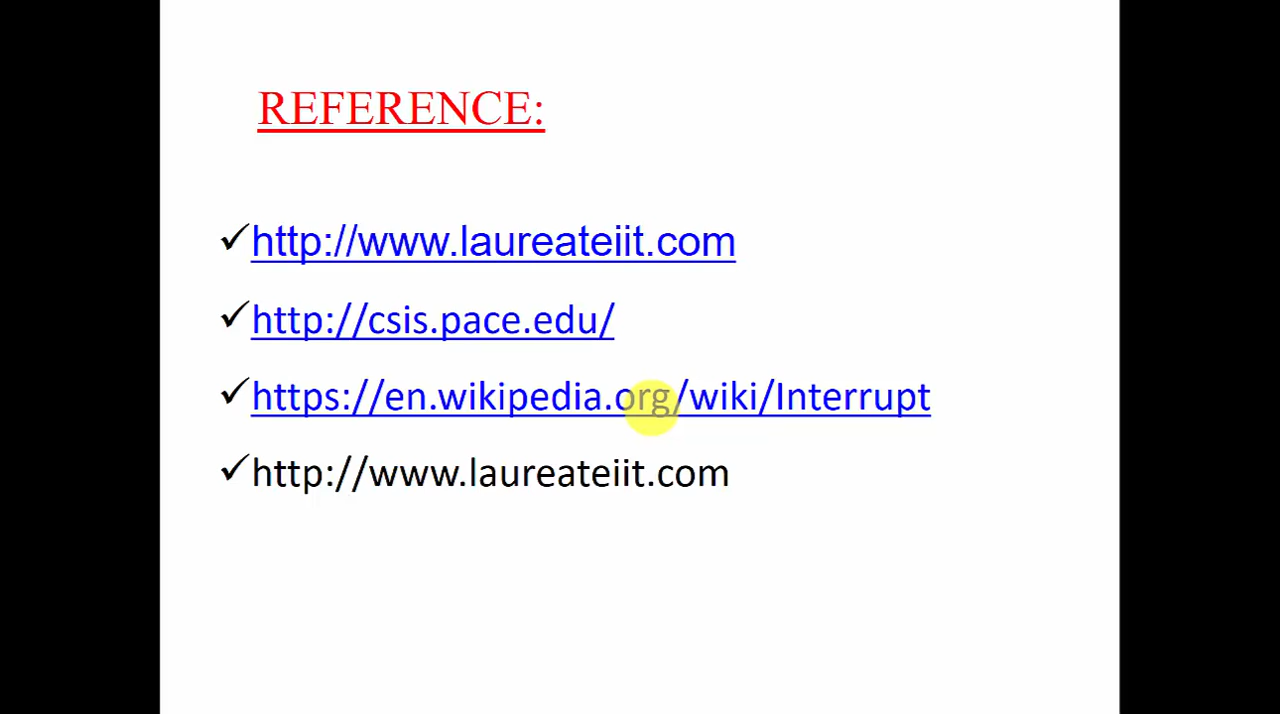 REFERENCE:
✓http://www.laureateiit.com
✓http://csis.pace.edu/
✓https://en.wikipedia.org/wiki/Interrupt
✓http://www.laureateiit.com